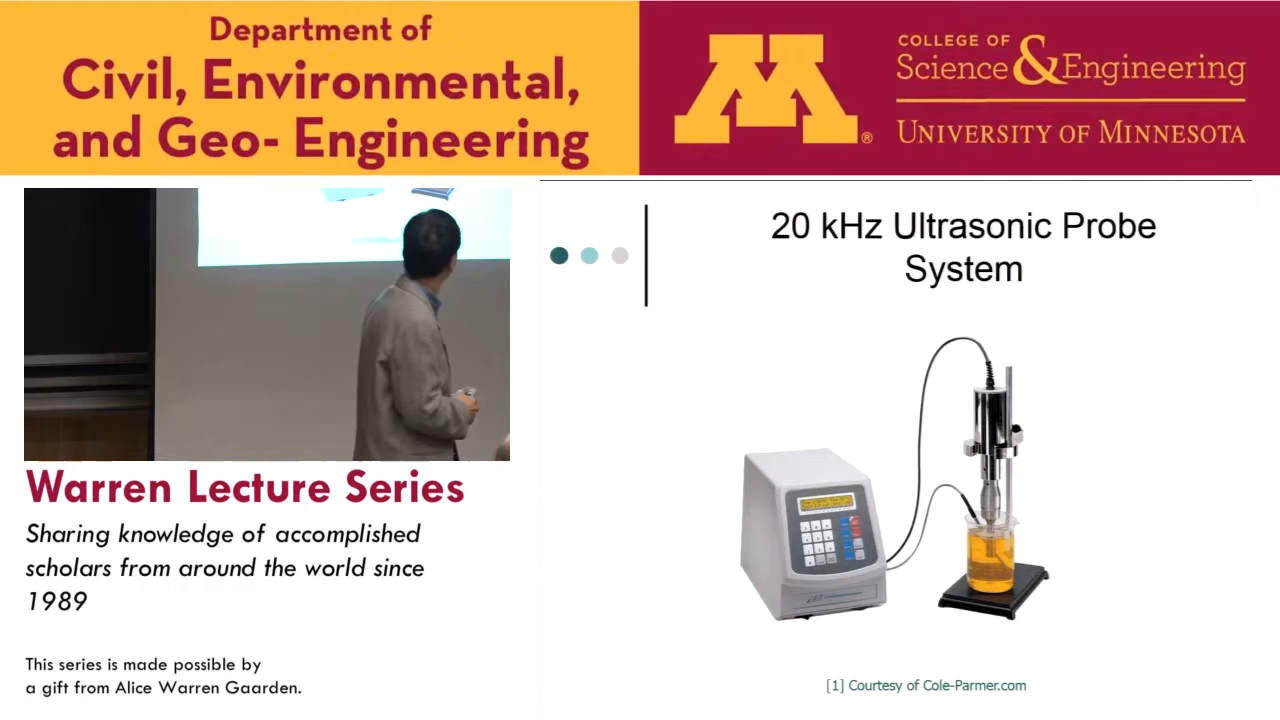 Department of
Civil, Environmental,
and Geo- Engineering
M®
COLLEGE OF
Science & Engineering
UNIVERSITY OF MINNESOTA
20 kHz Ultrasonic Probe
System
Warren Lecture Series
Sharing knowledge of accomplished
scholars from around the world since
1989
This series is made possible by
a gift from Alice Warren Gaarden.
[1] Courtesy of Cole-Parmer.com